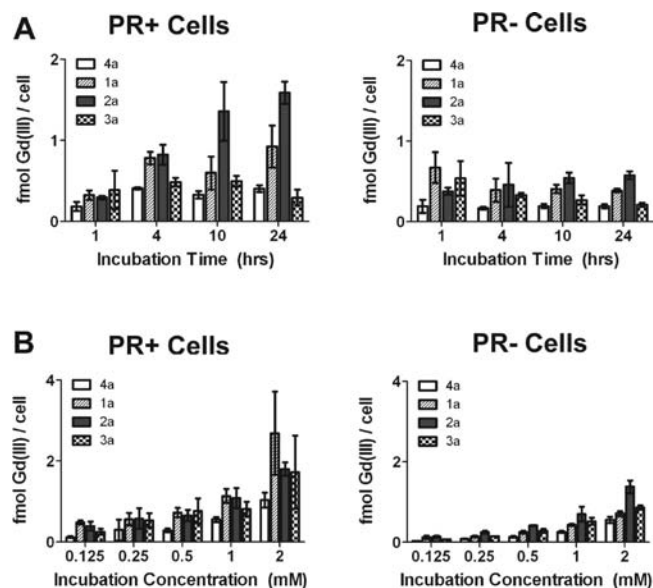 A
PR+ Cells
PR- Cells
fmol Gd(III) / cell
2
1
0
4a
1a
2a
3a
1 4 10 24
Incubation Time (hrs)
fmol Gd(III) / cell
2
1
0
4a
1a
2a
3a
1 4 10 24
Incubation Time (hrs)
B
PR+ Cells
PR- Cells
fmol Gd(III) / cell
4
2
0
4a
1a
2a
3a
0.125 0.25 0.5 1 2
Incubation Concentration (mM)
fmol Gd(III) / cell
4
2
0
4a
1a
2a
3a
0.125 0.25 0.5 1 2
Incubation Concentration (mM)